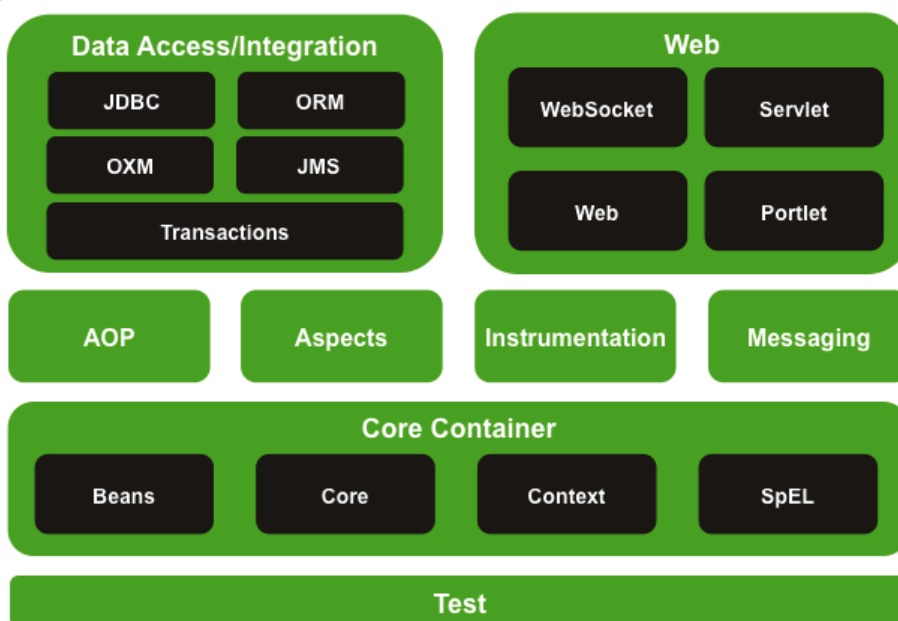 Data Access/Integration
JDBC
ORM
OXM
JMS
Transactions
Web
WebSocket
Servlet
Web
Portlet
AOP
Aspects
Instrumentation
Messaging
Core Container
Beans
Core
Context
SpEL
Test